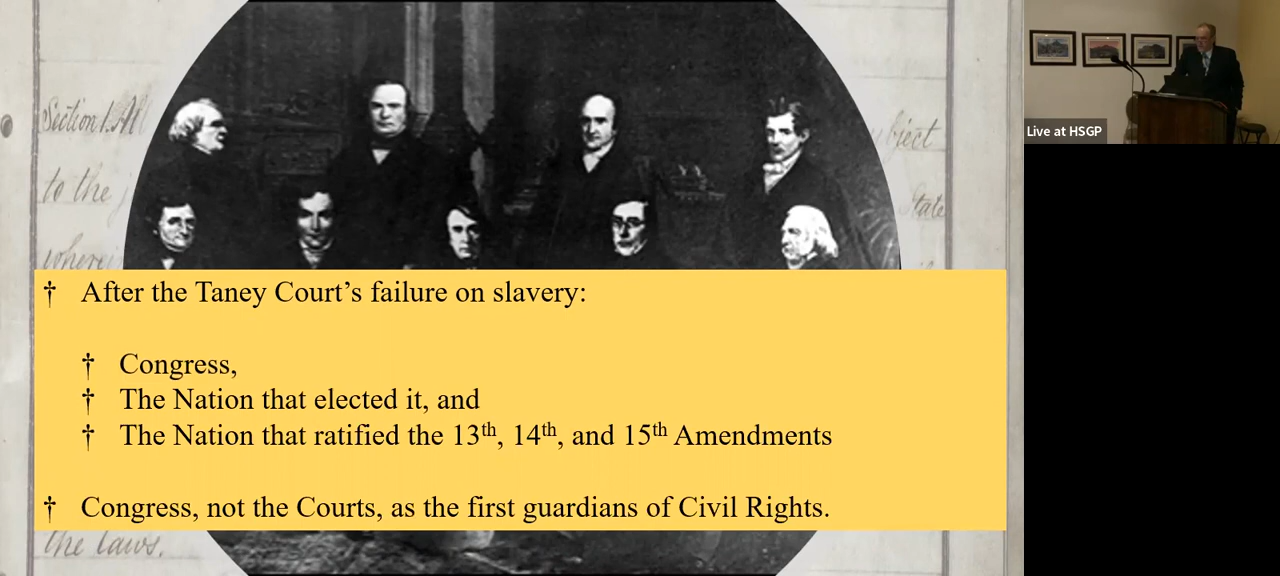 Section 1. All
bject
to the
State
where
† After the Taney Court’s failure on slavery:
† Congress,
† The Nation that elected it, and
† The Nation that ratified the 13th, 14th, and 15th Amendments
† Congress, not the Courts, as the first guardians of Civil Rights.
the laws.
Live at HSGP